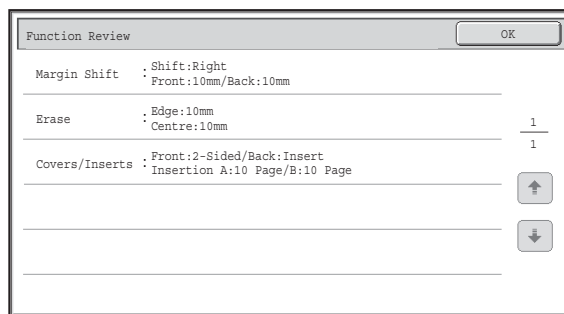 Function Review
OK
Margin Shift : Shift:Right
Front:10mm/Back:10mm
Erase : Edge:10mm
Centre:10mm
Covers/Inserts : Front:2-Sided/Back:Insert
Insertion A:10 Page/B:10 Page
1
1